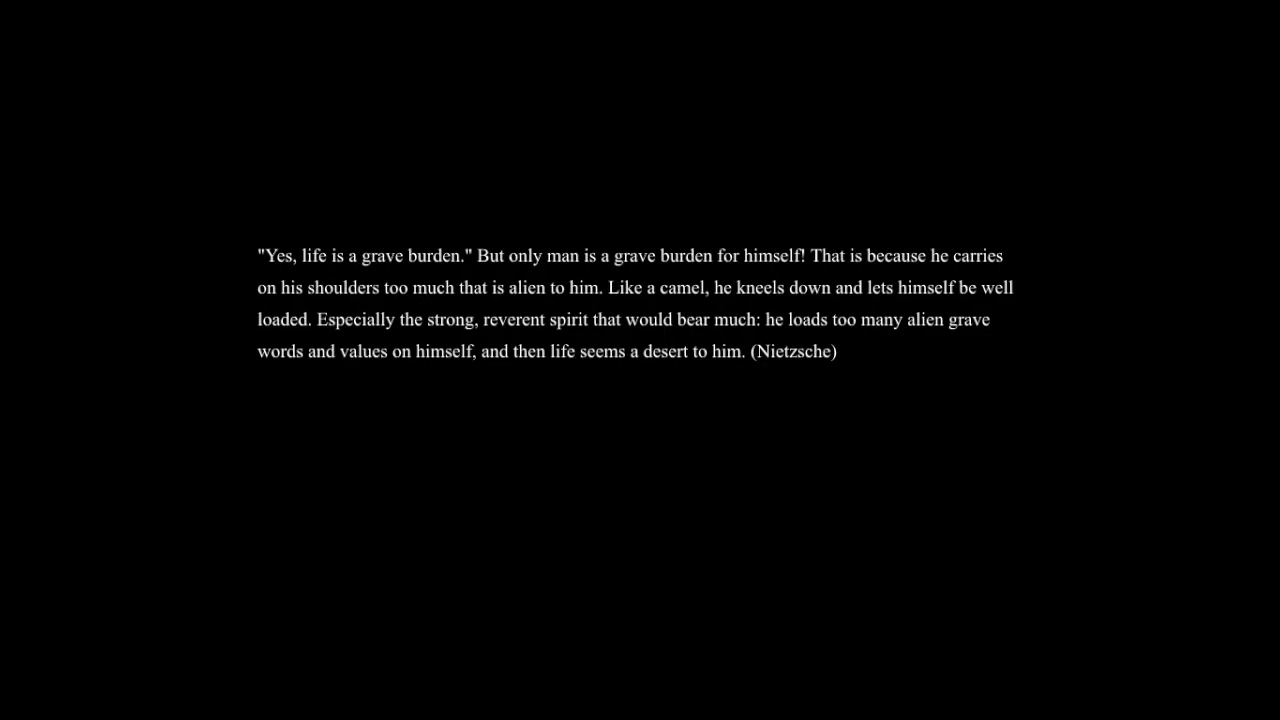 "Yes, life is a grave burden." But only man is a grave burden for himself! That is because he carries
on his shoulders too much that is alien to him. Like a camel, he kneels down and lets himself be well
loaded. Especially the strong, reverent spirit that would bear much: he loads too many alien grave
words and values on himself, and then life seems a desert to him. (Nietzsche)